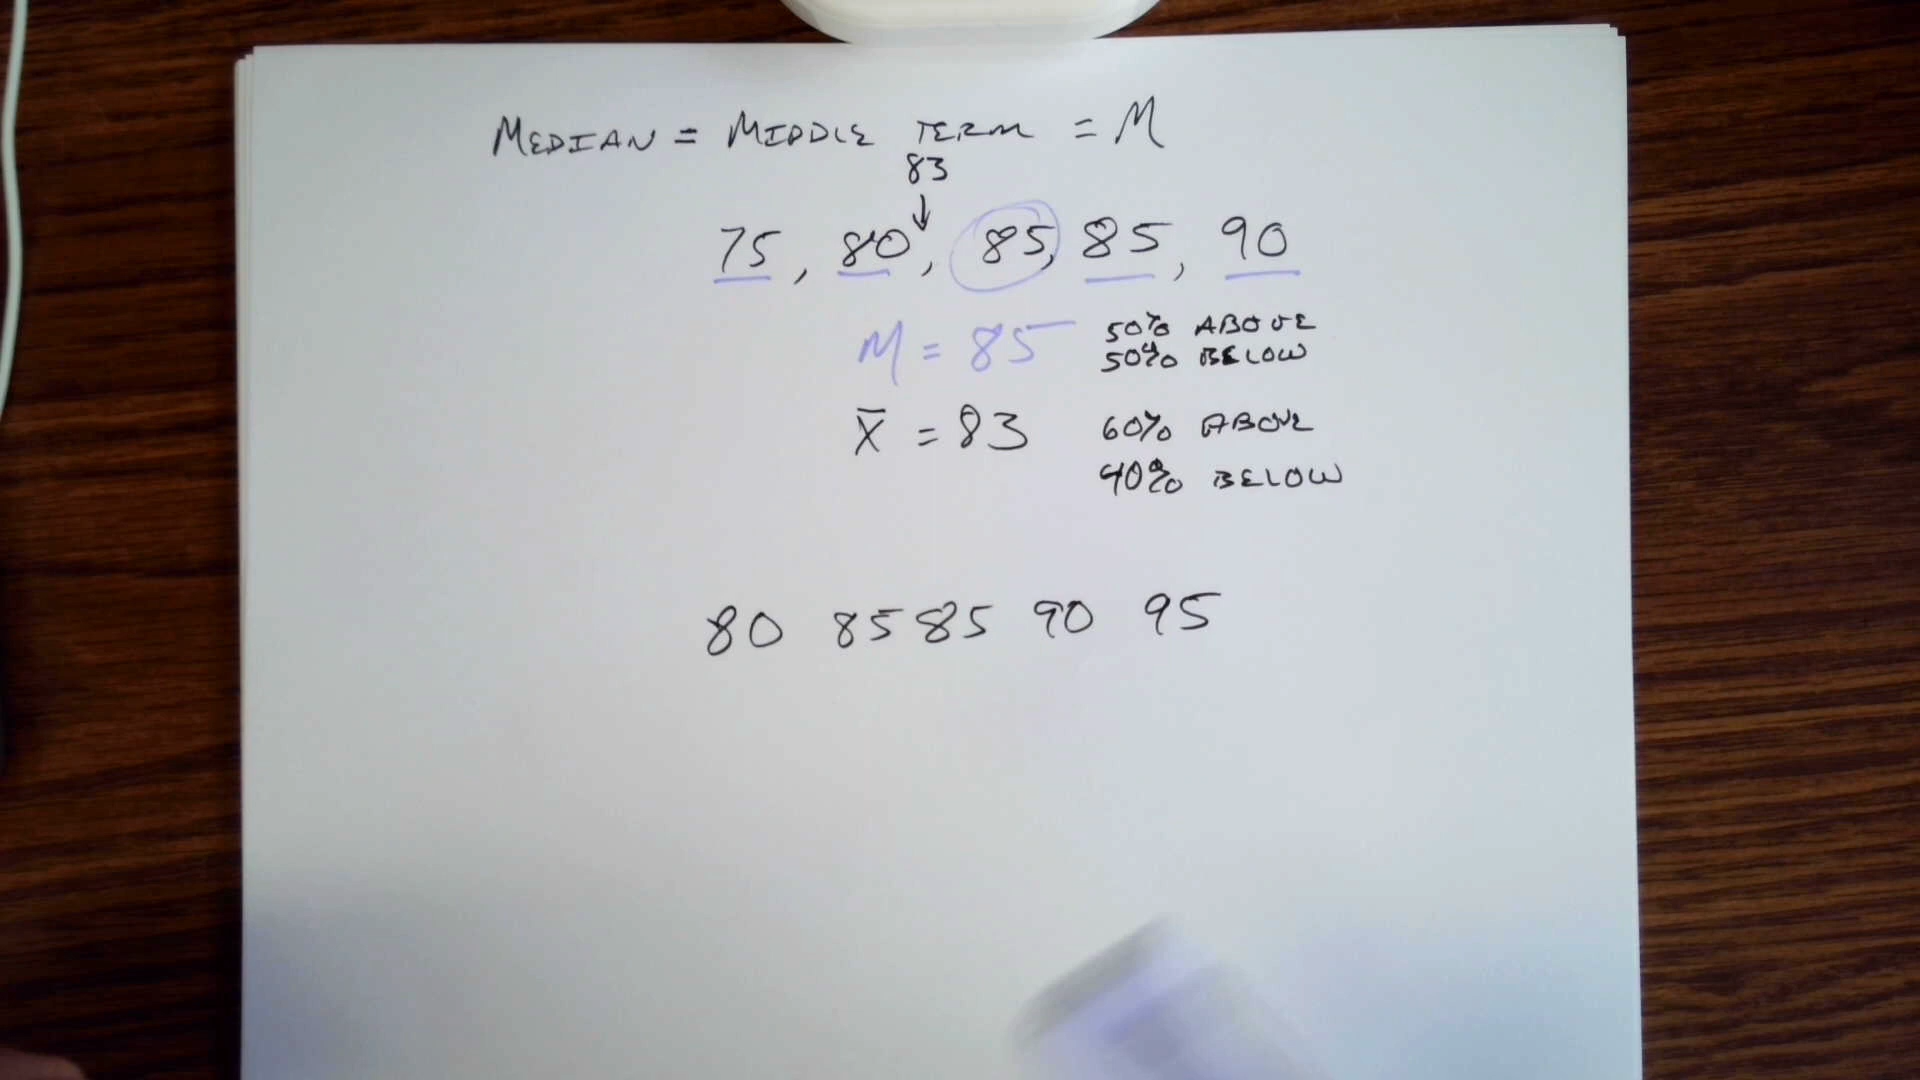 MEDIAN = MIDDLE TERM = M
83
↓
75, 80, 85, 85, 90
M = 85
50% ABOVE
50% BELOW
X̄ = 83
60% ABOVE
40% BELOW
80 85 85 90 95